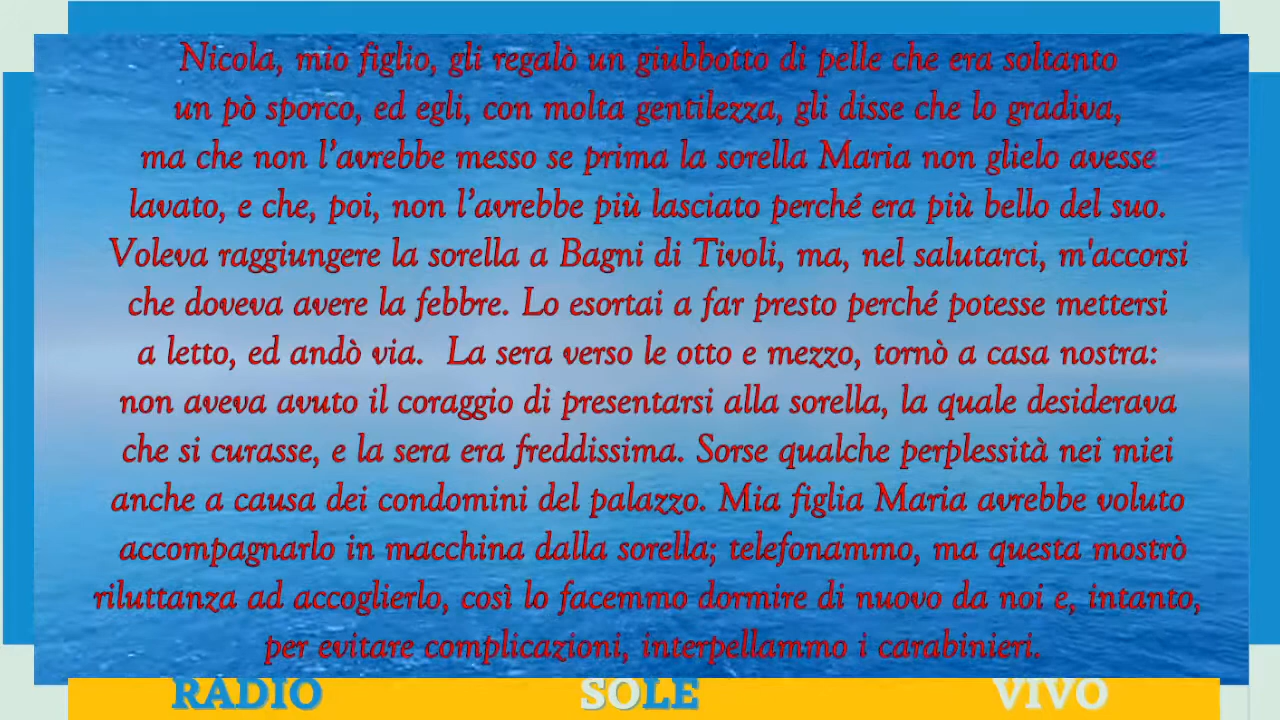 Nicola, mio figlio, gli regalò un giubbotto di pelle che era soltanto
un pò sporco, ed egli, con molta gentilezza, gli disse che lo gradiva,
ma che non l’avrebbe messo se prima la sorella Maria non glielo avesse
lavato, e che, poi, non l’avrebbe più lasciato perché era più bello del suo.
Voleva raggiungere la sorella a Bagni di Tivoli, ma, nel salutarci, m'accorsi
che doveva avere la febbre. Lo esortai a far presto perché potesse mettersi
a letto, ed andò via.  La sera verso le otto e mezzo, tornò a casa nostra:
non aveva avuto il coraggio di presentarsi alla sorella, la quale desiderava
che si curasse, e la sera era freddissima. Sorse qualche perplessità nei miei
anche a causa dei condomini del palazzo. Mia figlia Maria avrebbe voluto
accompagnarlo in macchina dalla sorella; telefonammo, ma questa mostrò
riluttanza ad accoglierlo, così lo facemmo dormire di nuovo da noi e, intanto,
per evitare complicazioni, interpellammo i carabinieri.
RADIO SOLE VIVO